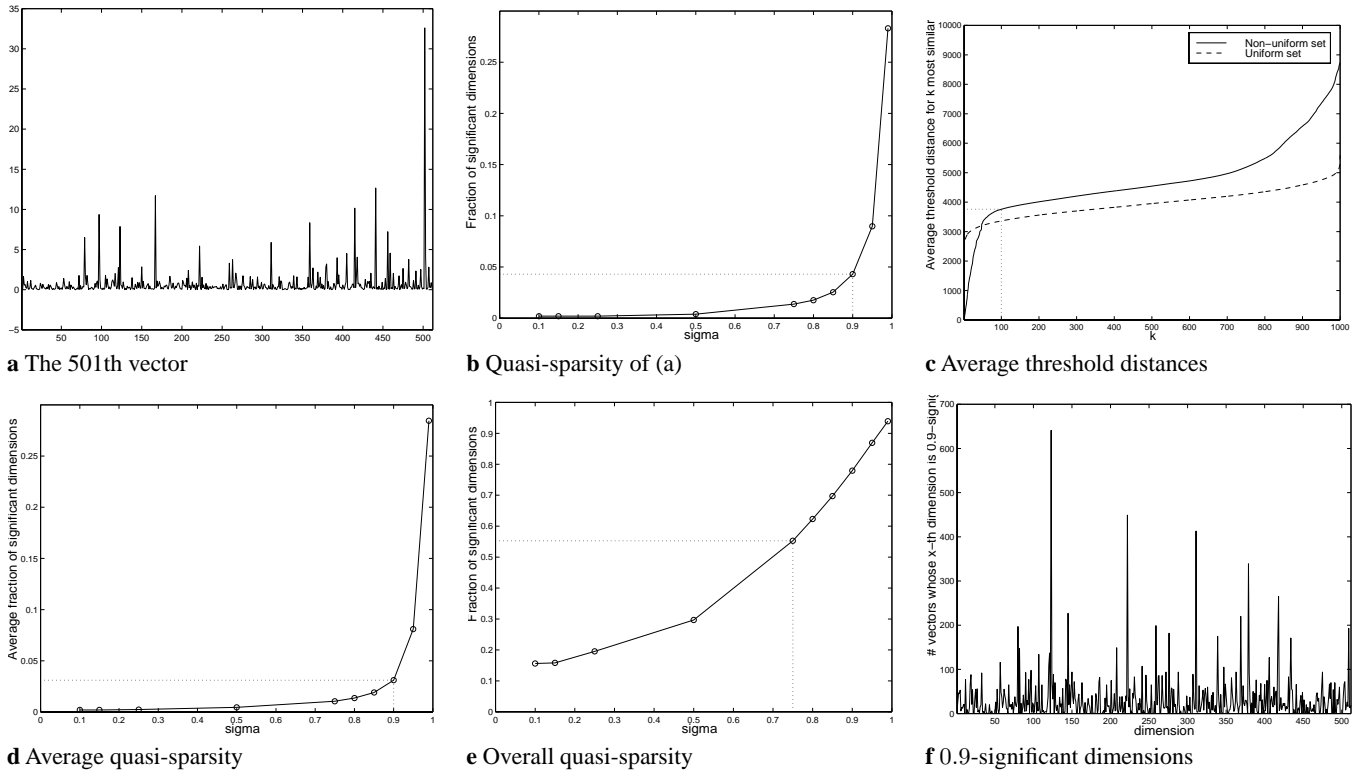 35
30
25
20
15
10
5
0
−5
50 100 150 200 250 300 350 400 450 500
a The 501th vector
Fraction of significant dimensions
0.25
0.2
0.15
0.1
0.05
0
0 0.1 0.2 0.3 0.4 0.5 0.6 0.7 0.8 0.9 1
sigma
b Quasi-sparsity of (a)
Average threshold distance for k most similar
10000
9000
8000
7000
6000
5000
4000
3000
2000
1000
0
Non−uniform set
Uniform set
100 200 300 400 500 600 700 800 900 1000
k
c Average threshold distances
Average fraction of significant dimensions
0.25
0.2
0.15
0.1
0.05
0
0 0.1 0.2 0.3 0.4 0.5 0.6 0.7 0.8 0.9 1
sigma
d Average quasi-sparsity
Fraction of significant dimensions
1
0.9
0.8
0.7
0.6
0.5
0.4
0.3
0.2
0.1
0
0 0.1 0.2 0.3 0.4 0.5 0.6 0.7 0.8 0.9 1
sigma
e Overall quasi-sparsity
# vectors whose x−th dimension is 0.9−signi
700
600
500
400
300
200
100
0
50 100 150 200 250 300 350 400 450 500
dimension
f 0.9-significant dimensions